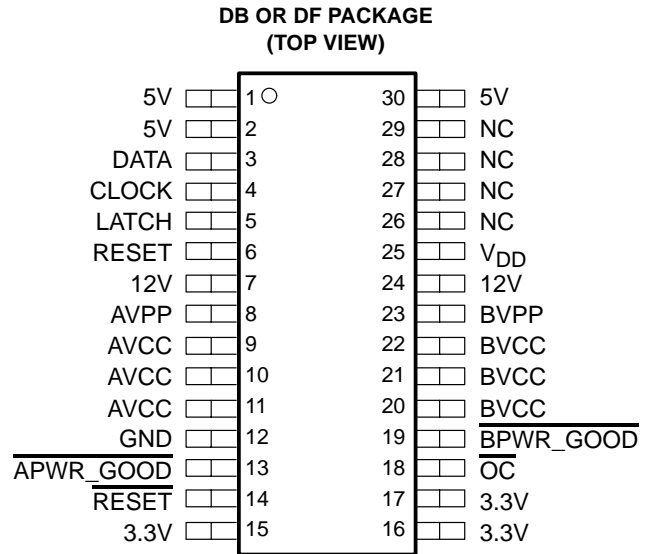 DB OR DF PACKAGE
(TOP VIEW)
5V 1 30 5V
5V 2 29 NC
DATA 3 28 NC
CLOCK 4 27 NC
LATCH 5 26 NC
RESET 6 25 VDD
12V 7 24 12V
AVPP 8 23 BVPP
AVCC 9 22 BVCC
AVCC 10 21 BVCC
AVCC 11 20 BVCC
GND 12 19 BPWR_GOOD
APWR_GOOD 13 18 OC
RESET 14 17 3.3V
3.3V 15 16 3.3V